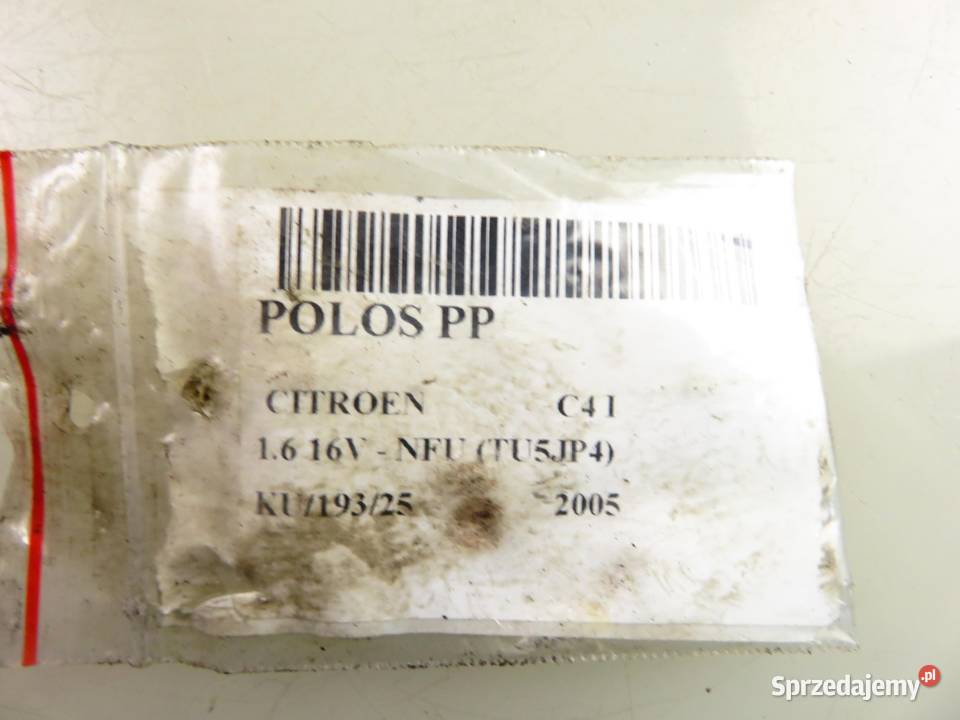 POLOS PP
CITROEN C4 I
1.6 16V - NFU (TU5JP4)
KU/193/25 2005
Sprzedajemy.pl